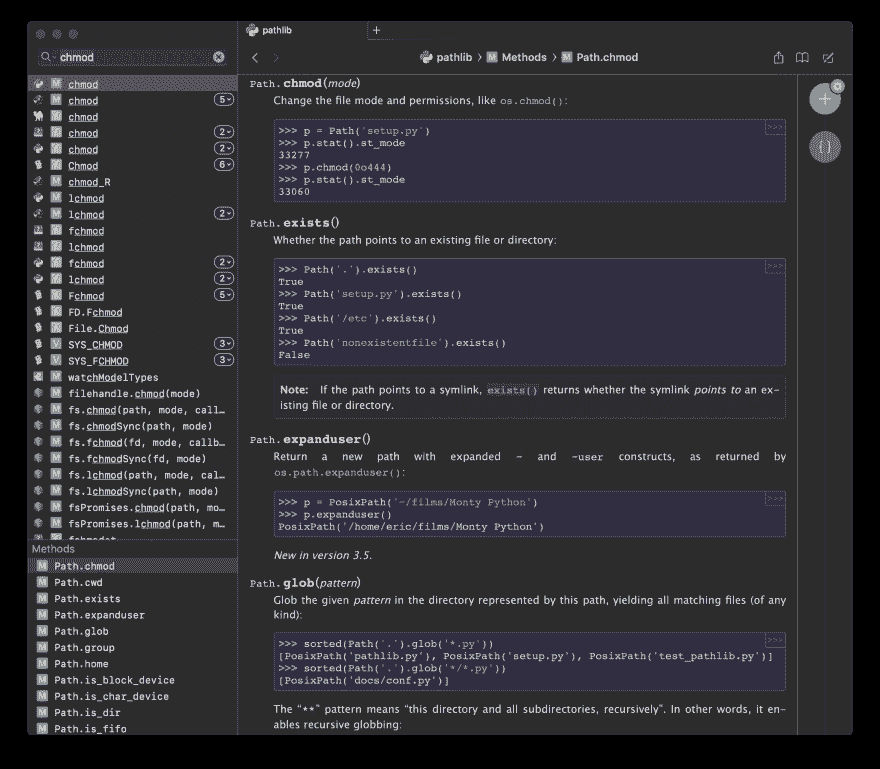 pathlib
+
chmod
pathlib > Methods > Path.chmod
M chmod
M chmod 5
chmod
chmod 2
chmod 2
Chmod 6
M chmod_R
M lchmod
M lchmod 2
fchmod
lchmod
fchmod 2
lchmod 2
Fchmod 5
FD.Fchmod
File.Chmod
V SYS_CHMOD 3
V SYS_FCHMOD 3
M watchModelTypes
M filehandle.chmod(mode)
M fs.chmod(path, mode, call…
M fs.chmodSync(path, mode)
M fs.fchmod(fd, mode, callb…
M fs.fchmodSync(fd, mode)
M fs.lchmod(path, mode, cal…
M fs.lchmodSync(path, mode)
M fsPromises.chmod(path, mo…
M fsPromises.lchmod(path, m…
Methods
M Path.chmod
M Path.cwd
M Path.exists
M Path.expanduser
M Path.glob
M Path.group
M Path.home
M Path.is_block_device
M Path.is_char_device
M Path.is_dir
M Path.is_fifo
Path.chmod(mode)
Change the file mode and permissions, like os.chmod():
>>>
>>> p = Path('setup.py')
>>> p.stat().st_mode
33277
>>> p.chmod(0o444)
>>> p.stat().st_mode
33060
Path.exists()
Whether the path points to an existing file or directory:
>>>
>>> Path('.').exists()
True
>>> Path('setup.py').exists()
True
>>> Path('/etc').exists()
True
>>> Path('nonexistentfile').exists()
False
Note: If the path points to a symlink, exists() returns whether the symlink points to an ex-
isting file or directory.
Path.expanduser()
Return a new path with expanded ~ and ~user constructs, as returned by
os.path.expanduser():
>>>
>>> p = PosixPath('~/films/Monty Python')
>>> p.expanduser()
PosixPath('/home/eric/films/Monty Python')
New in version 3.5.
Path.glob(pattern)
Glob the given pattern in the directory represented by this path, yielding all matching files (of any
kind):
>>>
>>> sorted(Path('.').glob('*.py'))
[PosixPath('pathlib.py'), PosixPath('setup.py'), PosixPath('test_pathlib.py')]
>>> sorted(Path('.').glob('*/*.py'))
[PosixPath('docs/conf.py')]
The “**” pattern means “this directory and all subdirectories, recursively”. In other words, it en-
ables recursive globbing: